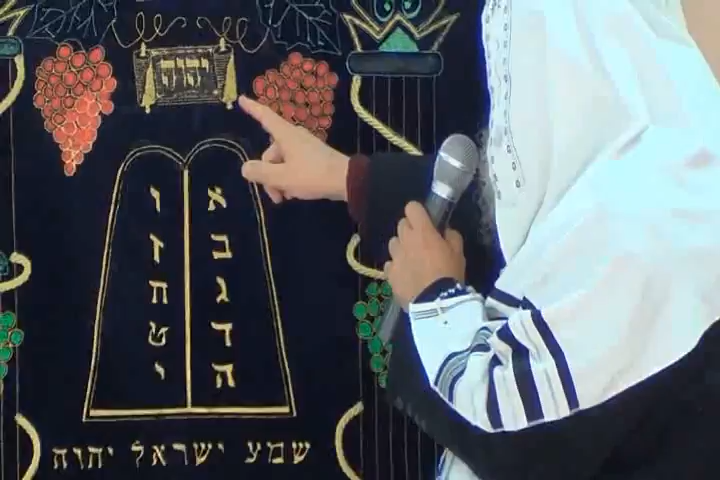 יהוה
א ו
ב ז
ג ח
ד ט
ה י
שמע ישראל יהוה